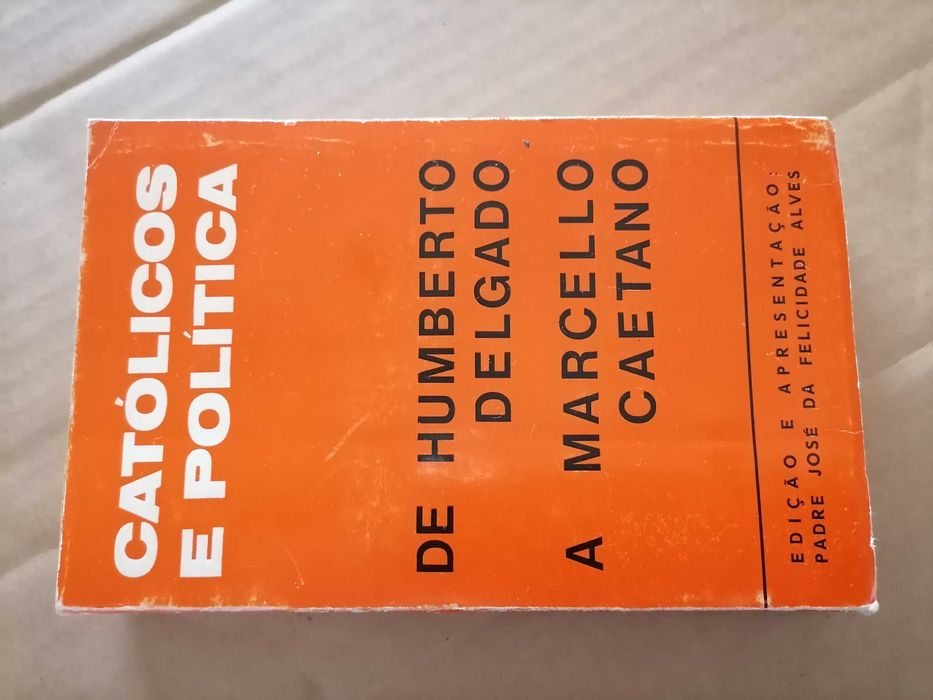 CATÓLICOS
E POLÍTICA
DE HUMBERTO
DELGADO
A MARCELLO
CAETANO
EDIÇÃO E APRESENTAÇÃO:
PADRE JOSÉ DA FELICIDADE ALVES